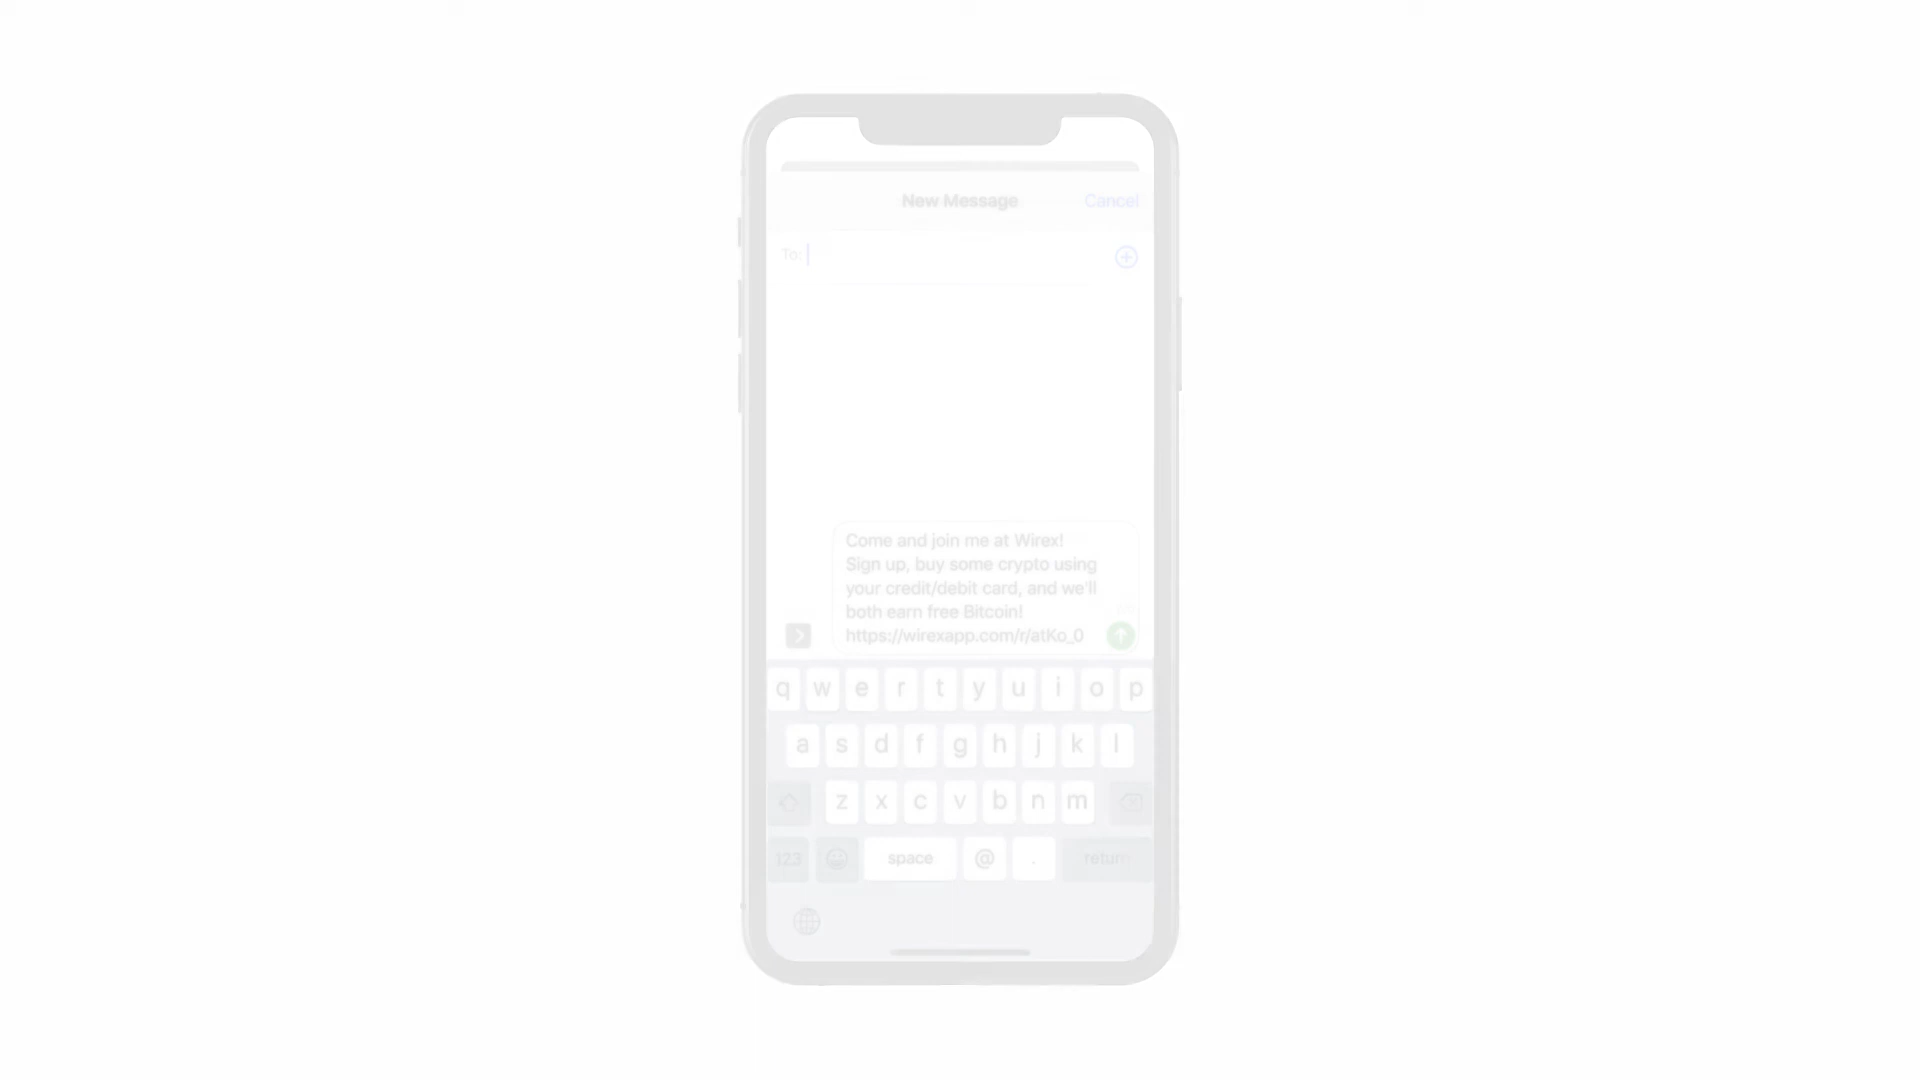 New Message
Cancel
To:
Come and join me at Wirex!
Sign up, buy some crypto using
your credit/debit card, and we'll
both earn free Bitcoin!
https://wirexapp.com/r/atKo_0
q w e r t y u i o p
a s d f g h j k l
z x c v b n m
123 space @ . return